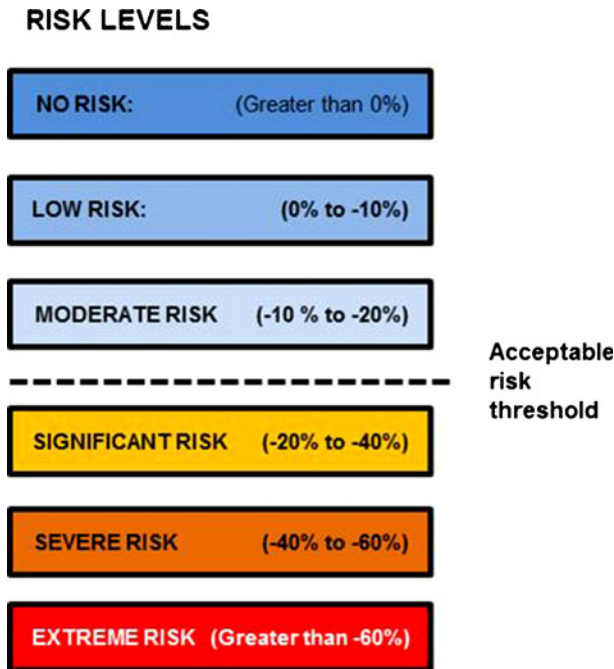 RISK LEVELS
NO RISK: (Greater than 0%)
LOW RISK: (0% to -10%)
MODERATE RISK (-10 % to -20%)
Acceptable
risk
threshold
SIGNIFICANT RISK (-20% to -40%)
SEVERE RISK (-40% to -60%)
EXTREME RISK (Greater than -60%)